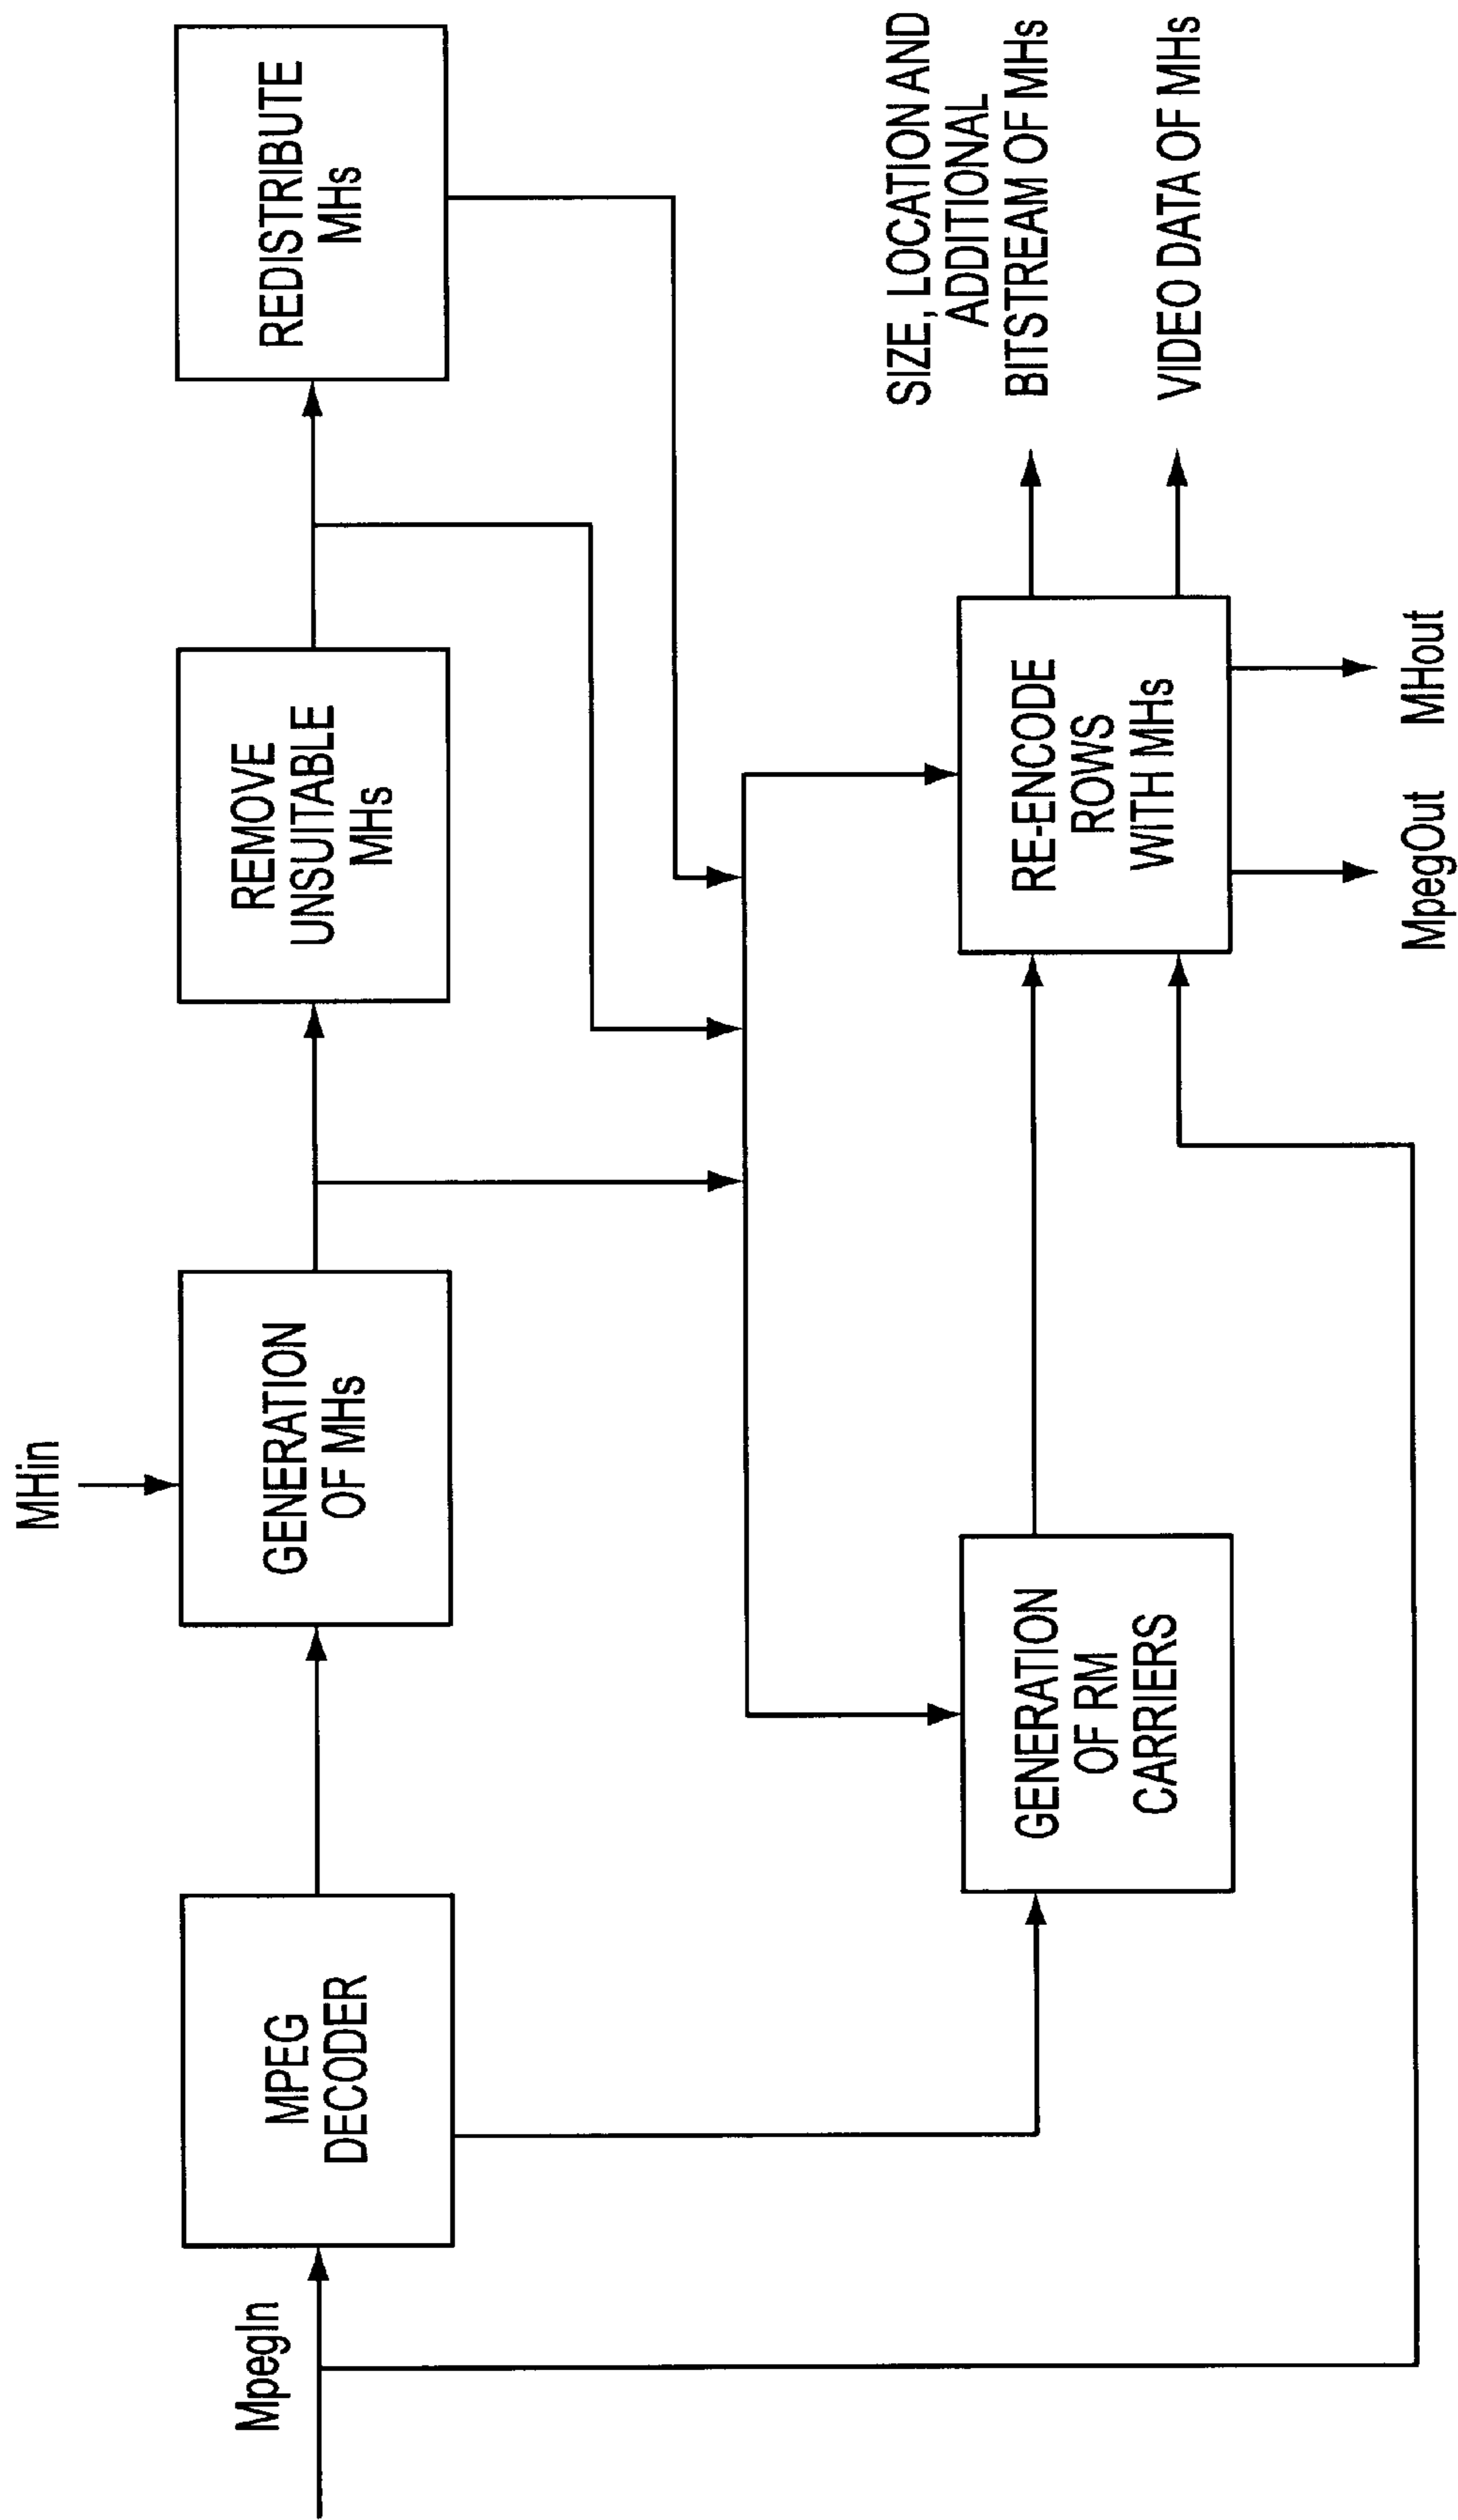 MHin
MpegIn
MPEG
DECODER
GENERATION
OF MHs
REMOVE
UNSUITABLE
MHs
REDISTRIBUTE
MHs
GENERATION
OF RM
CARRIERS
RE-ENCODE
ROWS
WITH MHs
SIZE, LOCATION AND
ADDITIONAL
BITSTREAM OF MHs
VIDEO DATA OF MHs
MpegOut
MHout